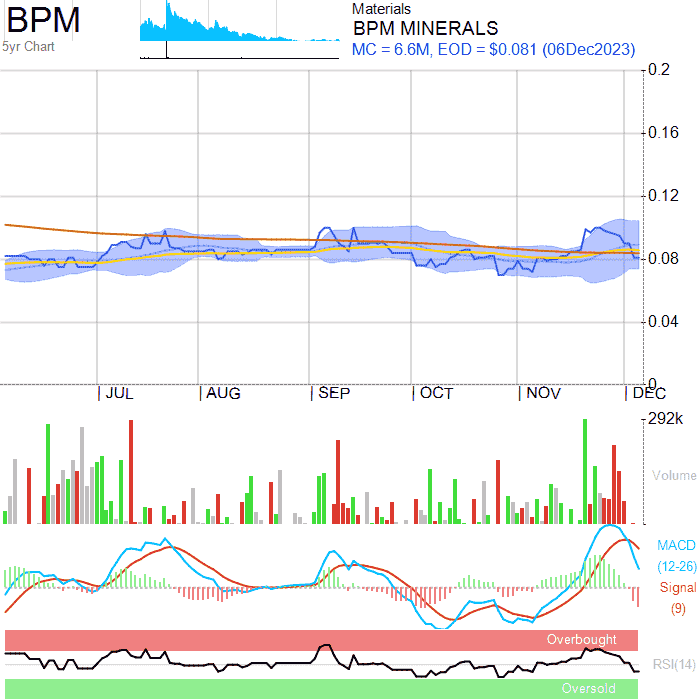 BPM
5yr Chart
Materials
BPM MINERALS
MC = 6.6M, EOD = $0.081 (06Dec2023)
0.2
0.16
0.12
0.08
0.04
0
JUL AUG SEP OCT NOV DEC
292k
Volume
MACD
(12-26)
Signal
(9)
Overbought
RSI(14)
Oversold